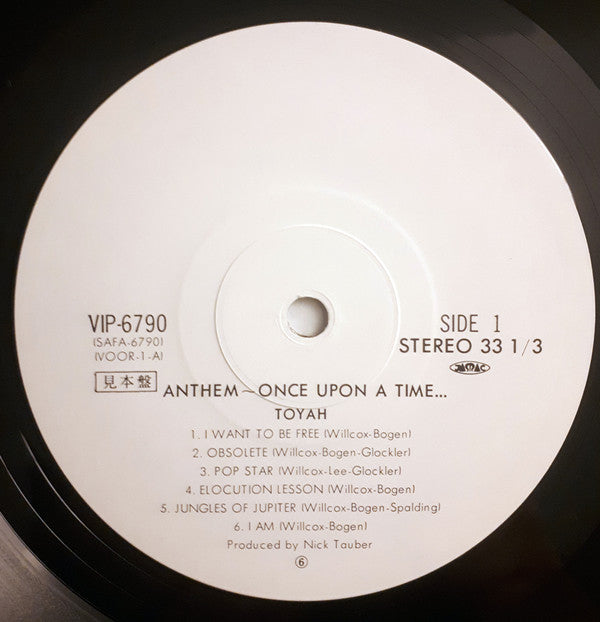 VIP-6790
(SAFA-6790)
(VOOR-1-A)
SIDE 1
STEREO 33 1/3
JASRAC
見本盤
ANTHEM~ONCE UPON A TIME...
TOYAH
1. I WANT TO BE FREE (Willcox-Bogen)
2. OBSOLETE (Willcox-Bogen-Glockler)
3. POP STAR (Willcox-Lee-Glockler)
4. ELOCUTION LESSON (Willcox-Bogen)
5. JUNGLES OF JUPITER (Willcox-Bogen-Spalding)
6. I AM (Willcox-Bogen)
Produced by Nick Tauber
⑥